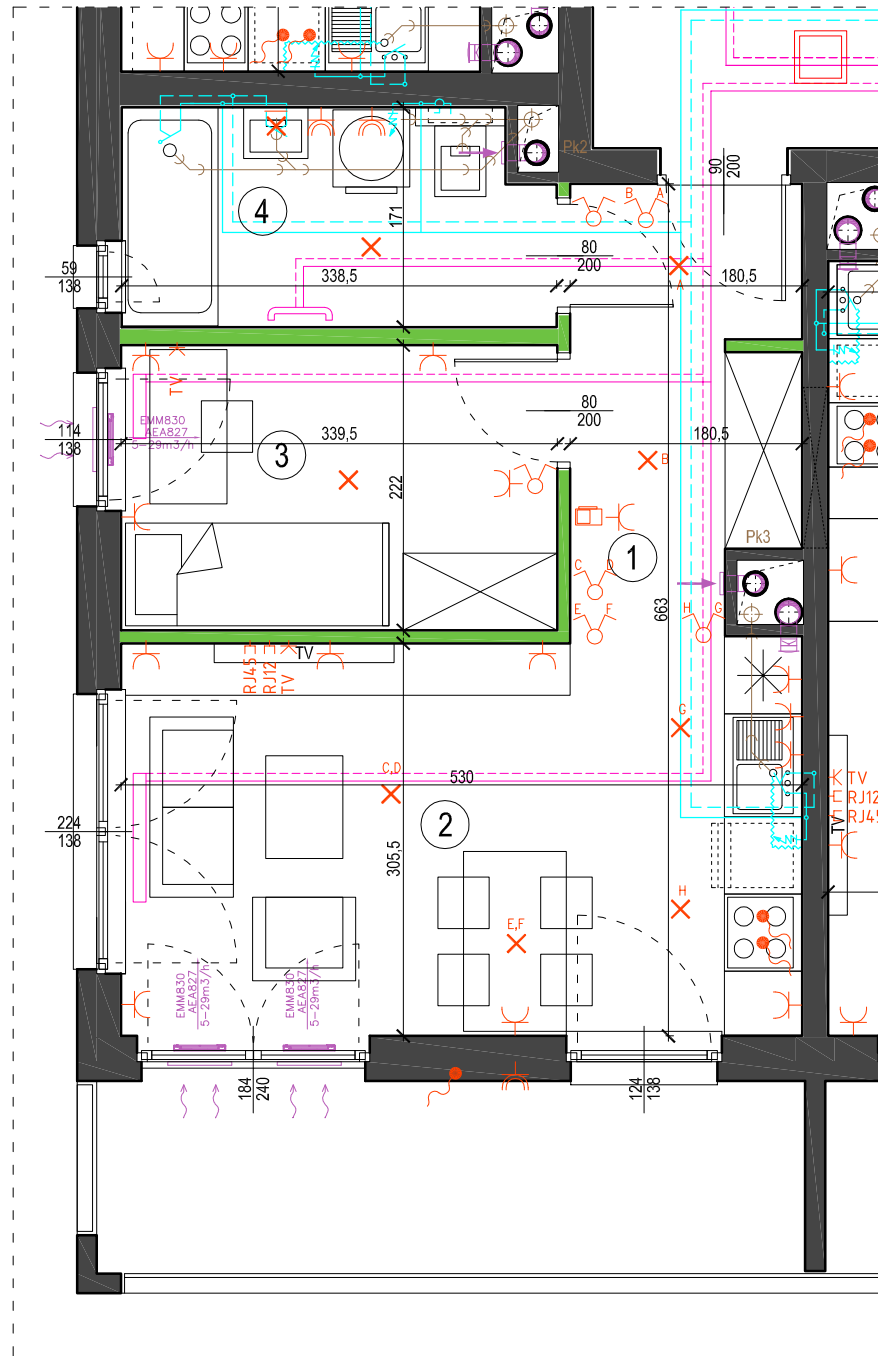 Pk2
90
200
B
A
4
171
59
138
338,5
80
200
A
180,5
TV
EMM830
AEA827
5-29m3/h
114
138
339,5
80
200
180,5
3
222
B
Pk3
1
C
D
E
F
H
G
663
TV
RJ45
RJ12
TV
G
C,D
530
TV
RJ12
RJ45
TV
224
138
2
305,5
H
E,F
EMM830
AEA827
5-29m3/h
EMM830
AEA827
5-29m3/h
184
240
124
138